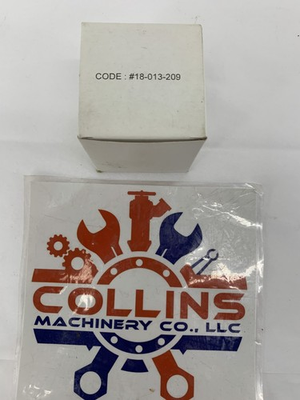 CODE : #18-013-209
COLLINS
MACHINERY CO., LLC